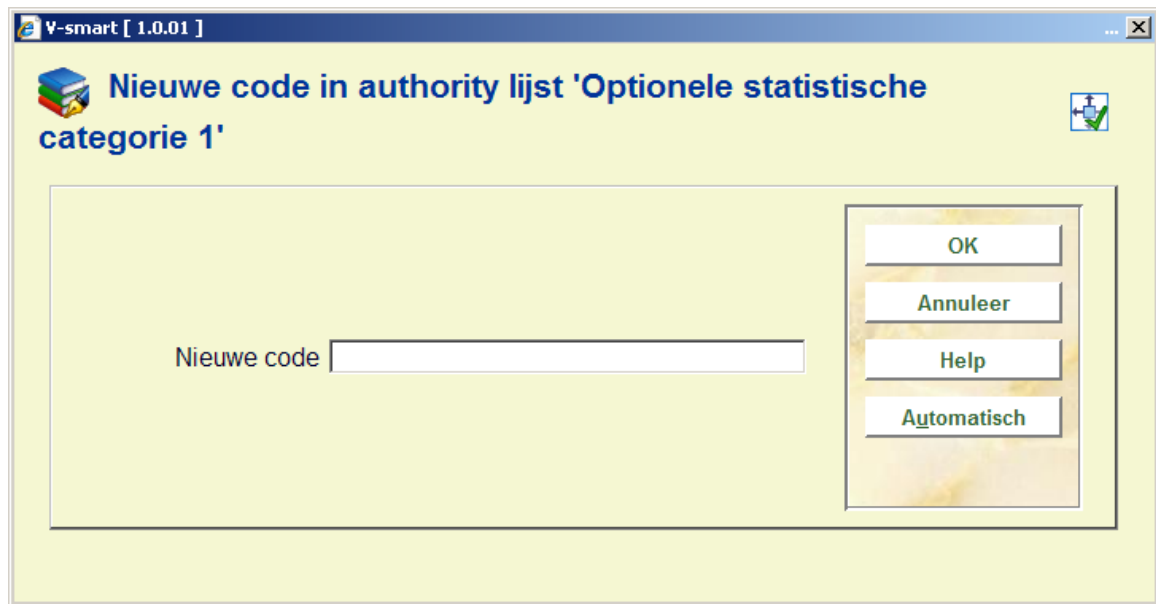 V-smart [ 1.0.01 ] ...
Nieuwe code in authority lijst 'Optionele statistische
categorie 1'
OK
Annuleer
Nieuwe code
Help
Automatisch